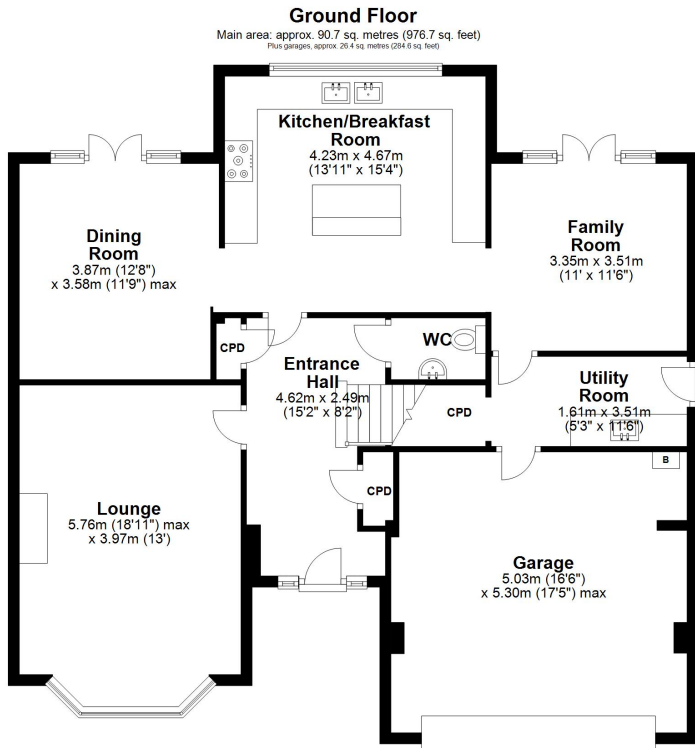 Ground Floor
Main area: approx. 90.7 sq. metres (976.7 sq. feet)
Plus garages, approx. 26.4 sq. metres (284.6 sq. feet)
Kitchen/Breakfast
Room
4.23m x 4.67m
(13'11" x 15'4")
Dining
Room
3.87m (12'8")
x 3.58m (11'9") max
Family
Room
3.35m x 3.51m
(11' x 11'6")
CPD
WC
Entrance
Hall
4.62m x 2.49m
(15'2" x 8'2")
CPD
Utility
Room
1.61m x 3.51m
(5'3" x 11'6")
B
CPD
Lounge
5.76m (18'11") max
x 3.97m (13')
Garage
5.03m (16'6")
x 5.30m (17'5") max